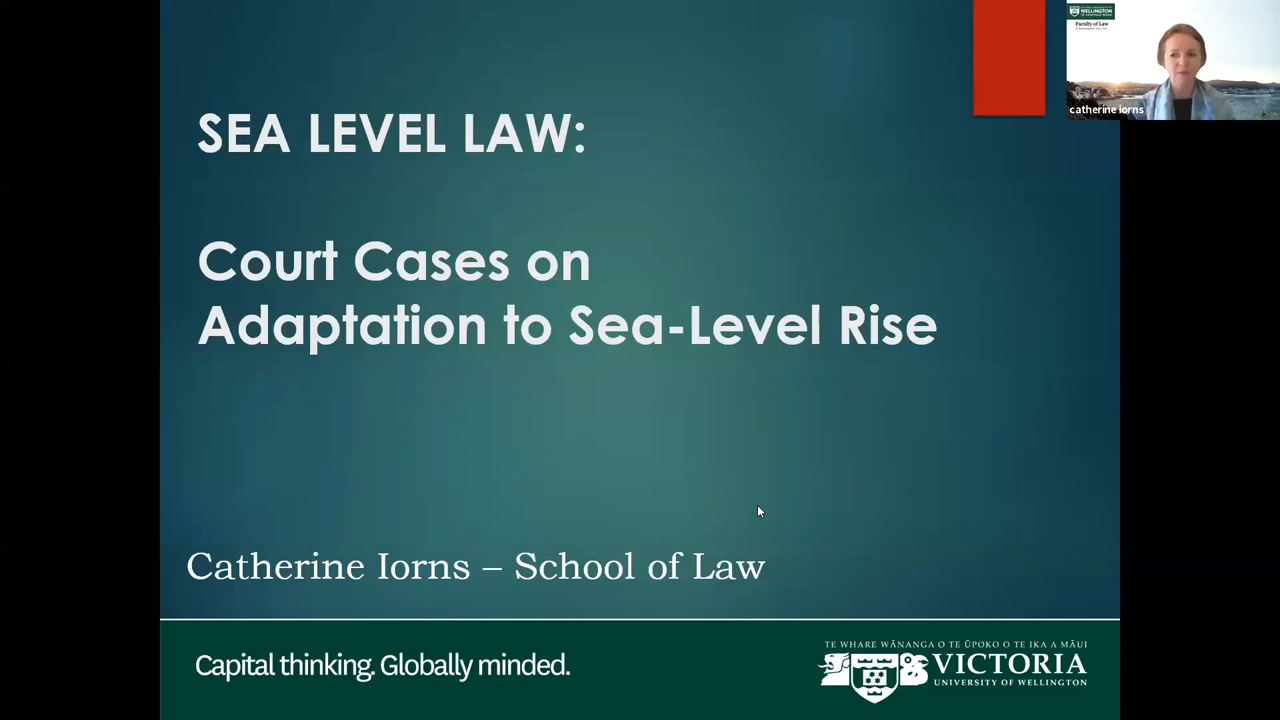 SEA LEVEL LAW:
Court Cases on
Adaptation to Sea-Level Rise
Catherine Iorns – School of Law
Capital thinking. Globally minded.
TE WHARE WĀNANGA O TE ŪPOKO O TE IKA A MĀUI
VICTORIA
UNIVERSITY OF WELLINGTON
WELLINGTON
Faculty of Law
catherine iorns